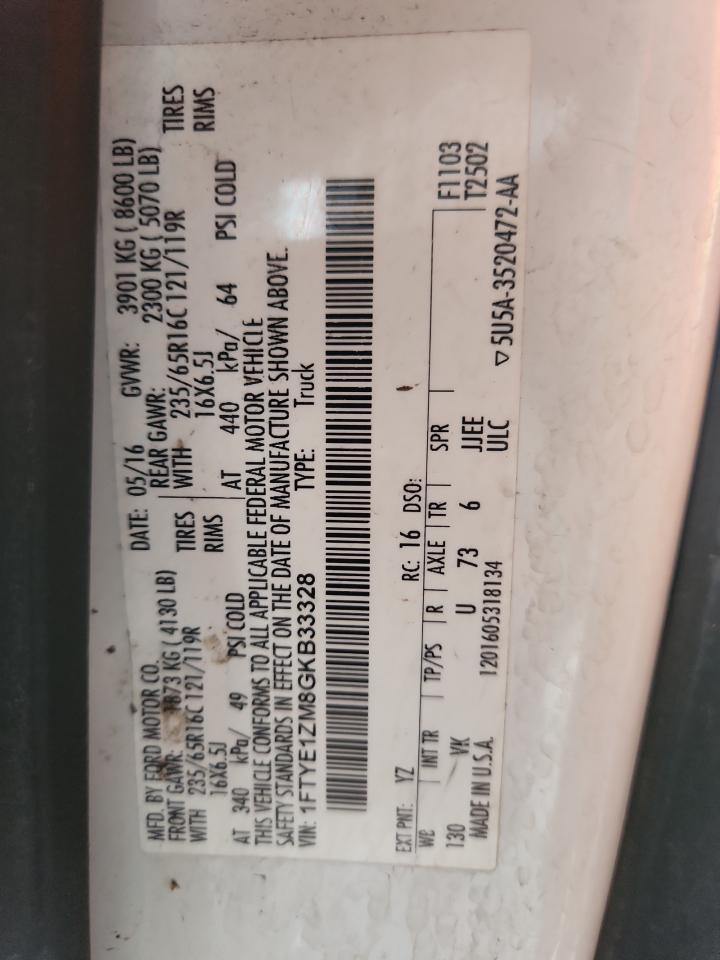 MFD. BY FORD MOTOR CO. DATE: 05/16 GVWR: 3901 KG ( 8600 LB)
FRONT GAWR: 1873 KG ( 4130 LB) REAR GAWR: 2300 KG ( 5070 LB)
WITH 235/65R16C 121/119R TIRES WITH 235/65R16C 121/119R TIRES
16X6.5J RIMS 16X6.5J RIMS
AT 340 kPa/ 49 PSI COLD AT 440 kPa/ 64 PSI COLD
THIS VEHICLE CONFORMS TO ALL APPLICABLE FEDERAL MOTOR VEHICLE
SAFETY STANDARDS IN EFFECT ON THE DATE OF MANUFACTURE SHOWN ABOVE.
VIN: 1FTYE1ZM8GKB33328 TYPE: Truck
EXT PNT: YZ RC: 16 DSO:
WB INT TR TP/PS R AXLE TR SPR F1103
130 VK U 73 6 JJEE T2502
MADE IN U.S.A. 1201605318134 ULC
▽ 5U5A-3520472-AA